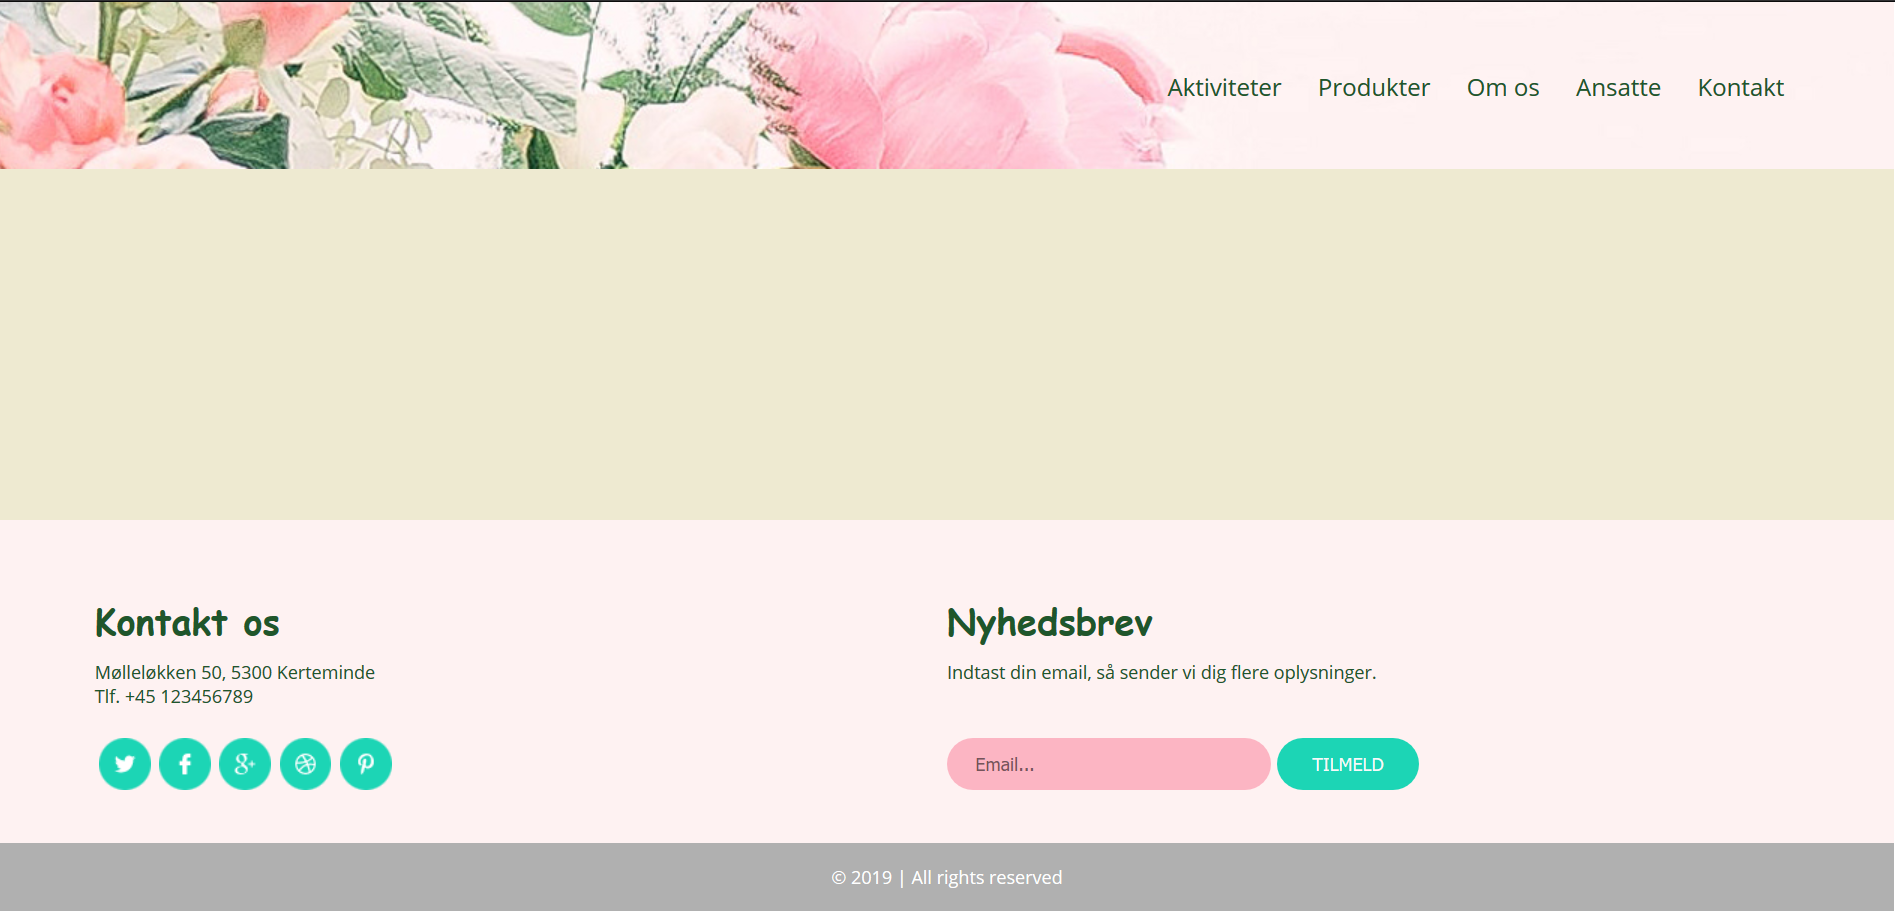 Aktiviteter Produkter Om os Ansatte Kontakt
Kontakt os
Mølleløkken 50, 5300 Kerteminde
Tlf. +45 123456789
Nyhedsbrev
Indtast din email, så sender vi dig flere oplysninger.
Email...
TILMELD
© 2019 | All rights reserved